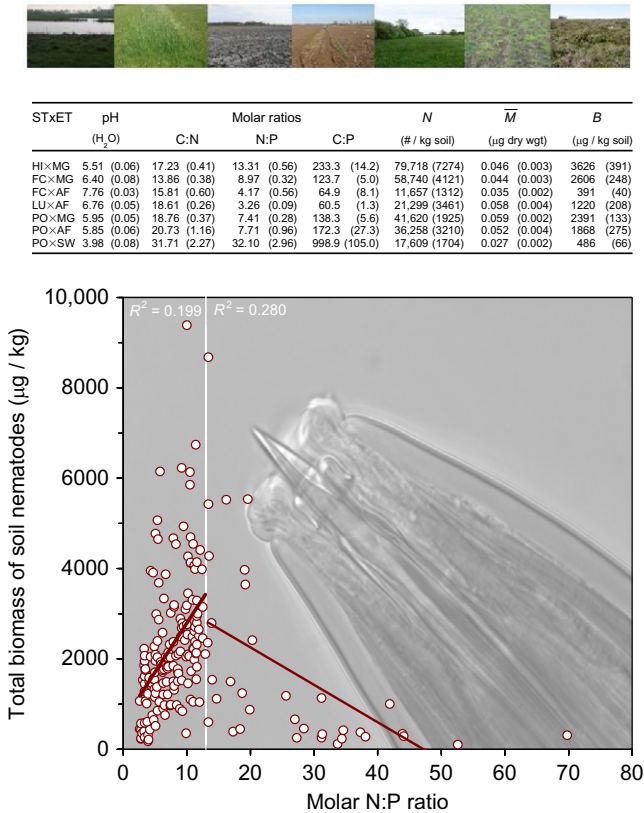 STxET pH Molar ratios N M B
(H2O) C:N N:P C:P (# / kg soil) (μg dry wgt) (μg / kg soil)
HI×MG 5.51 (0.06) 17.23 (0.41) 13.31 (0.56) 233.3 (14.2) 79,718 (7274) 0.046 (0.003) 3626 (391)
FC×MG 6.40 (0.08) 13.86 (0.38) 8.97 (0.32) 123.7 (5.0) 58,740 (4121) 0.044 (0.003) 2606 (248)
FC×AF 7.76 (0.03) 15.81 (0.60) 4.17 (0.56) 64.9 (8.1) 11,657 (1312) 0.035 (0.002) 391 (40)
LU×AF 6.76 (0.05) 18.61 (0.26) 3.26 (0.09) 60.5 (1.3) 21,299 (3461) 0.058 (0.004) 1220 (208)
PO×MG 5.95 (0.05) 18.76 (0.37) 7.41 (0.28) 138.3 (5.6) 41,620 (1925) 0.059 (0.002) 2391 (133)
PO×AF 5.85 (0.06) 20.73 (1.16) 7.71 (0.96) 172.3 (27.3) 36,258 (3210) 0.052 (0.004) 1868 (275)
PO×SW 3.98 (0.08) 31.71 (2.27) 32.10 (2.96) 998.9 (105.0) 17,609 (1704) 0.027 (0.002) 486 (66)
R² = 0.199 R² = 0.280
Total biomass of soil nematodes (μg / kg)
10,000
8000
6000
4000
2000
0
0 10 20 30 40 50 60 70 80
Molar N:P ratio